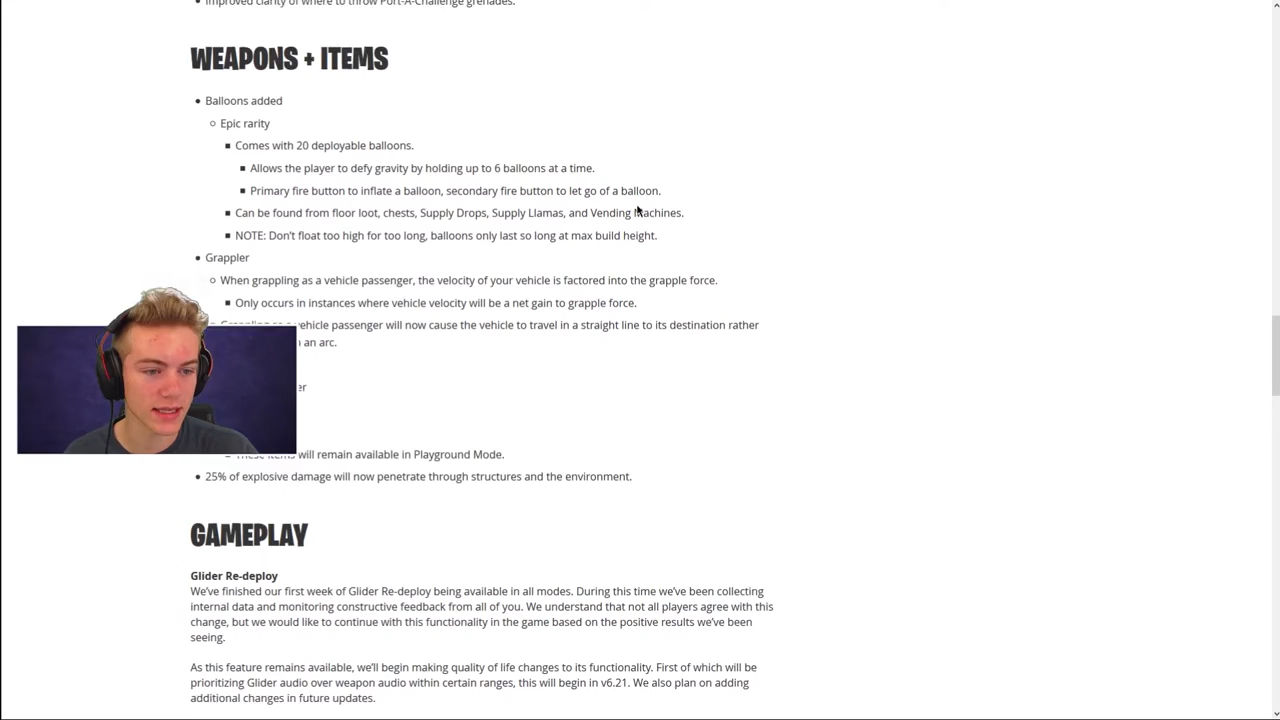 Improved clarity of where to throw Port-A-Challenge grenades.
WEAPONS + ITEMS
Balloons added
Epic rarity
Comes with 20 deployable balloons.
Allows the player to defy gravity by holding up to 6 balloons at a time.
Primary fire button to inflate a balloon, secondary fire button to let go of a balloon.
Can be found from floor loot, chests, Supply Drops, Supply Llamas, and Vending Machines.
NOTE: Don't float too high for too long, balloons only last so long at max build height.
Grappler
When grappling as a vehicle passenger, the velocity of your vehicle is factored into the grapple force.
Only occurs in instances where vehicle velocity will be a net gain to grapple force.
vehicle passenger will now cause the vehicle to travel in a straight line to its destination rather
an arc.
will remain available in Playground Mode.
25% of explosive damage will now penetrate through structures and the environment.
GAMEPLAY
Glider Re-deploy
We've finished our first week of Glider Re-deploy being available in all modes. During this time we've been collecting
internal data and monitoring constructive feedback from all of you. We understand that not all players agree with this
change, but we would like to continue with this functionality in the game based on the positive results we've been
seeing.
As this feature remains available, we'll begin making quality of life changes to its functionality. First of which will be
prioritizing Glider audio over weapon audio within certain ranges, this will begin in v6.21. We also plan on adding
additional changes in future updates.